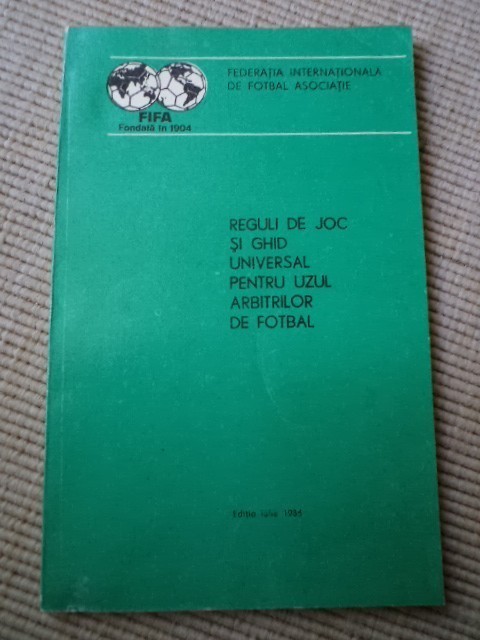 FIFA
Fondată în 1904
FEDERAȚIA INTERNAȚIONALA
DE FOTBAL ASOCIAȚIE
REGULI DE JOC
ȘI GHID
UNIVERSAL
PENTRU UZUL
ARBITRILOR
DE FOTBAL
Ediția iulie